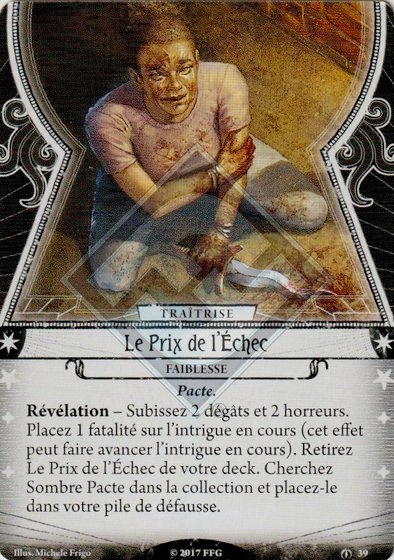 TRAÎTRISE
Le Prix de l'Échec
FAIBLESSE
Pacte.
Révélation – Subissez 2 dégâts et 2 horreurs.
Placez 1 fatalité sur l'intrigue en cours (cet effet
peut faire avancer l'intrigue en cours). Retirez
Le Prix de l'Échec de votre deck. Cherchez
Sombre Pacte dans la collection et placez-le
dans votre pile de défausse.
Illus. Michele Frigo © 2017 FFG 39